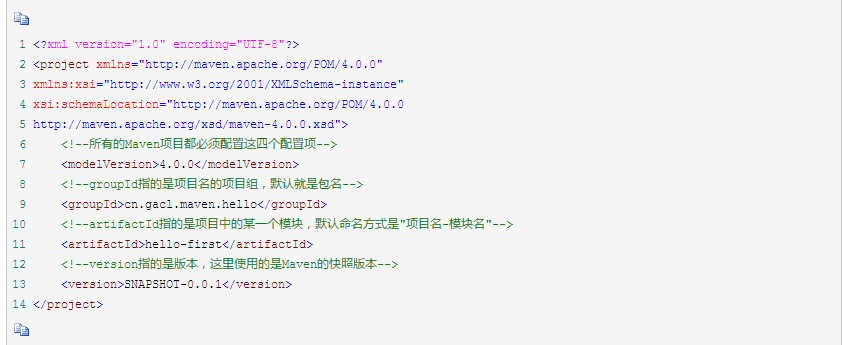 1 <?xml version="1.0" encoding="UTF-8"?>
2 <project xmlns="http://maven.apache.org/POM/4.0.0"
3 xmlns:xsi="http://www.w3.org/2001/XMLSchema-instance"
4 xsi:schemaLocation="http://maven.apache.org/POM/4.0.0
5 http://maven.apache.org/xsd/maven-4.0.0.xsd">
6     <!--所有的Maven项目都必须配置这四个配置项-->
7     <modelVersion>4.0.0</modelVersion>
8     <!--groupId指的是项目名的项目组，默认就是包名-->
9     <groupId>cn.gacl.maven.hello</groupId>
10     <!--artifactId指的是项目中的某一个模块，默认命名方式是"项目名-模块名"-->
11     <artifactId>hello-first</artifactId>
12     <!--version指的是版本，这里使用的是Maven的快照版本-->
13     <version>SNAPSHOT-0.0.1</version>
14 </project>